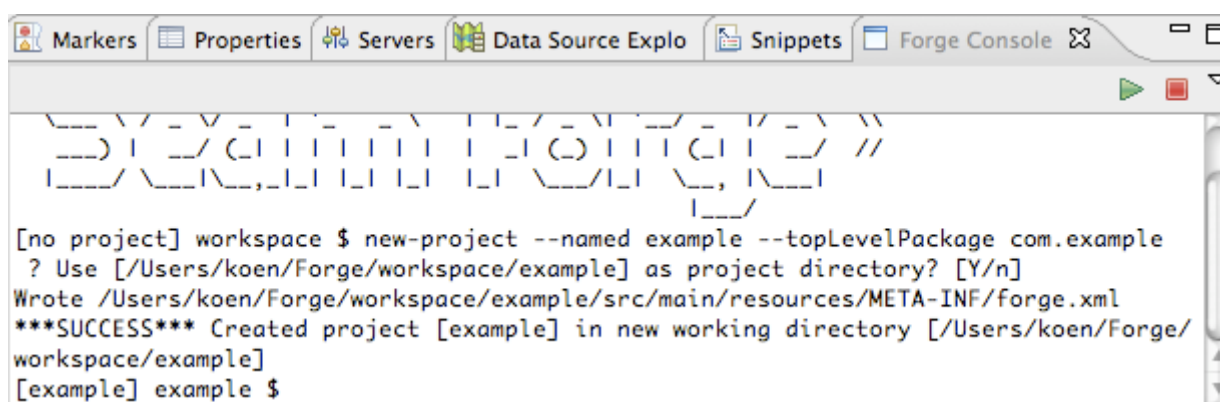 Markers Properties Servers Data Source Explo Snippets Forge Console
Seam Forge
[no project] workspace $ new-project --named example --topLevelPackage com.example
? Use [/Users/koen/Forge/workspace/example] as project directory? [Y/n]
Wrote /Users/koen/Forge/workspace/example/src/main/resources/META-INF/forge.xml
***SUCCESS*** Created project [example] in new working directory [/Users/koen/Forge/
workspace/example]
[example] example $